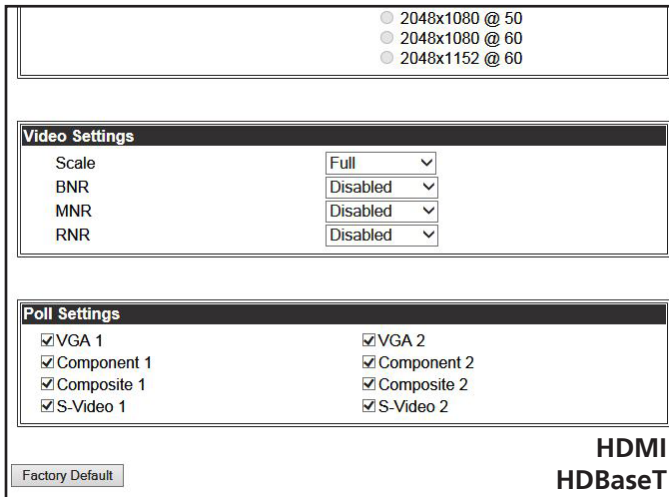 2048x1080 @ 50
2048x1080 @ 60
2048x1152 @ 60
Video Settings
Scale Full
BNR Disabled
MNR Disabled
RNR Disabled
Poll Settings
VGA 1 VGA 2
Component 1 Component 2
Composite 1 Composite 2
S-Video 1 S-Video 2
HDMI
Factory Default HDBaseT